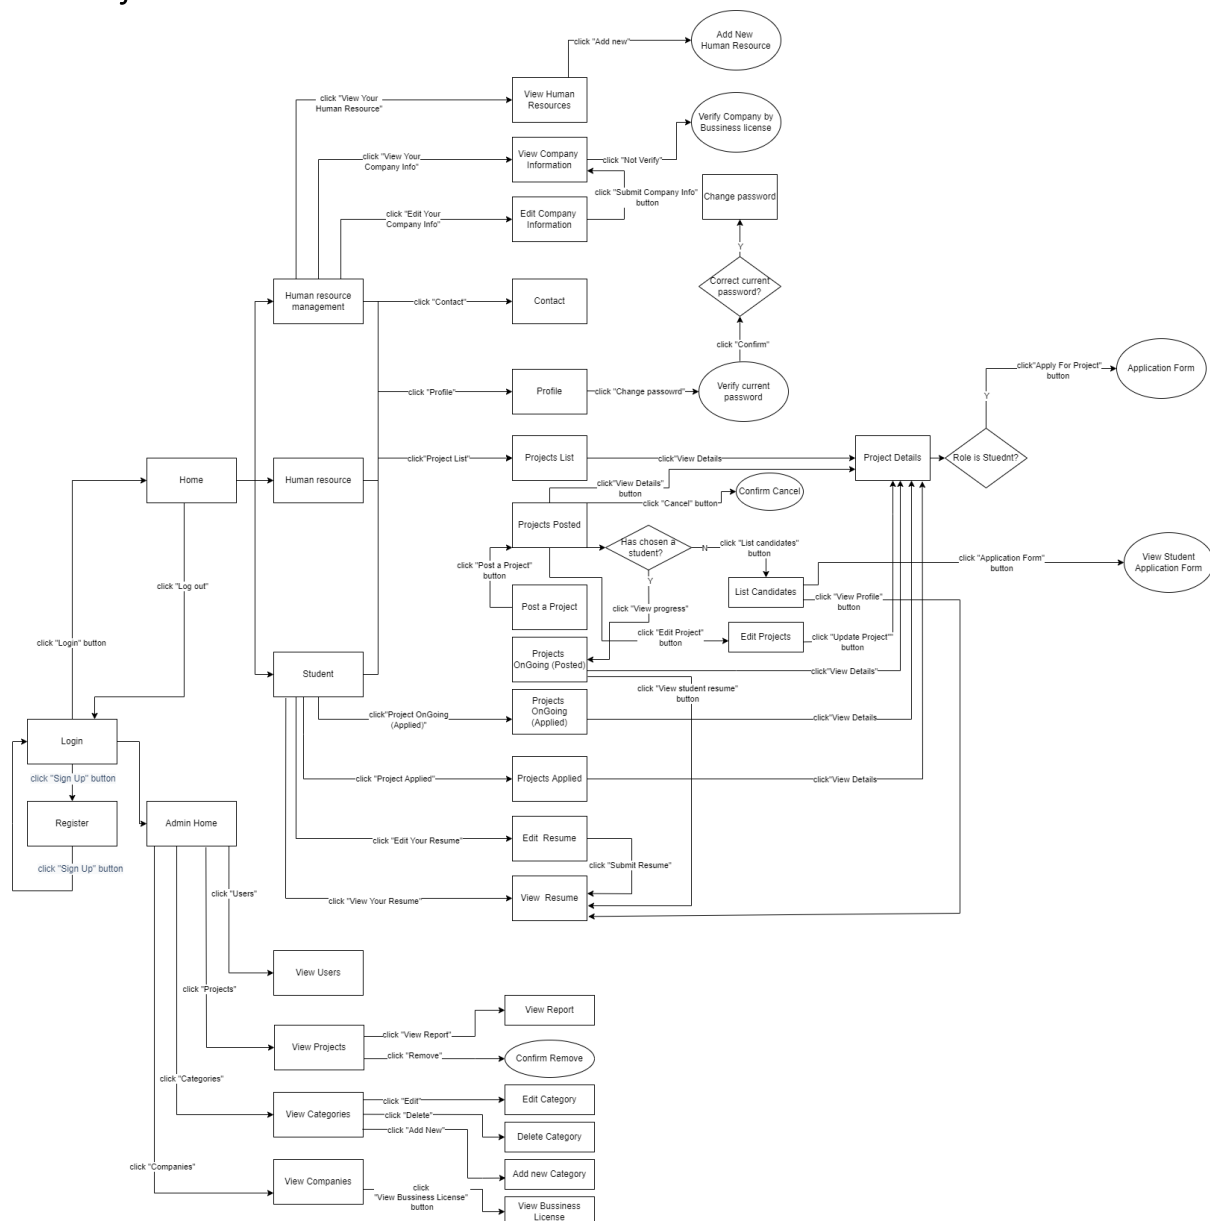 click "Add new"
Add New
Human Resource
View Human
Resources
click "View Your
Human Resource"
Verify Company by
Bussiness license
View Company
Information
click "View Your
Company Info"
click "Not Verify"
click "Submit Company Info"
button
Change password
Edit Company
Information
click "Edit Your
Company Info"
Y
Correct current
password?
Human resource
management
click "Contact"
Contact
click "Confirm"
click"Apply For Project"
button
Application Form
click "Profile"
Profile
click "Change passowrd"
Verify current
password
Y
click"Project List"
Projects List
click"View Details
Project Details
Role is Stuednt?
Home
Human resource
click"View Details"
button
click "Cancel" button
Confirm Cancel
Projects Posted
Has chosen a
student?
N
click "List candidates"
button
click "Post a Project"
button
click "Application Form"
button
View Student
Application Form
Y
click "Log out"
List Candidates
click "View Profile"
button
Post a Project
click "View progress"
click "Login" button
click "Edit Project"
button
Edit Projects
click "Update Project""
button
Projects
OnGoing (Posted)
click"View Details"
Student
click "View student resume"
button
Projects
OnGoing
(Applied)
click"Project OnGoing
(Applied)"
click"View Details
Login
click "Sign Up" button
click "Project Applied"
Projects Applied
click"View Details
Register
Admin Home
click "Edit Your Resume"
Edit Resume
click "Sign Up" button
click "Submit Resume"
click "Users"
click "View Your Resume"
View Resume
View Users
click "Projects"
View Report
click "View Report"
View Projects
click "Remove"
Confirm Remove
click "Categories"
click "Edit"
Edit Category
View Categories
click "Delete"
click "Add New"
Delete Category
click "Companies"
Add new Category
View Companies
click
"View Bussiness License"
button
View Bussiness
License